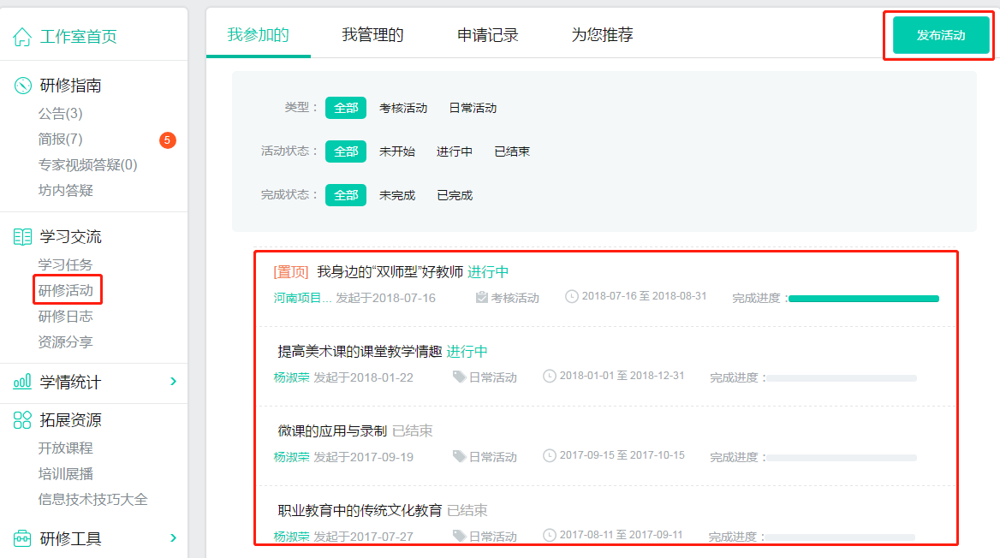 工作室首页
研修指南
公告(3)
简报(7)
5
专家视频答疑(0)
坊内答疑
学习交流
学习任务
研修活动
研修日志
资源分享
学情统计
拓展资源
开放课程
培训展播
信息技术技巧大全
研修工具
我参加的 我管理的 申请记录 为您推荐
发布活动
类型： 全部 考核活动 日常活动
活动状态： 全部 未开始 进行中 已结束
完成状态： 全部 未完成 已完成
[置顶] 我身边的“双师型”好教师 进行中
河南项目... 发起于2018-07-16 考核活动 2018-07-16 至 2018-08-31 完成进度：
提高美术课的课堂教学情趣 进行中
杨淑荣 发起于2018-01-22 日常活动 2018-01-01 至 2018-12-31 完成进度：
微课的应用与录制 已结束
杨淑荣 发起于2017-09-19 日常活动 2017-09-15 至 2017-10-15 完成进度：
职业教育中的传统文化教育 已结束
杨淑荣 发起于2017-07-27 日常活动 2017-08-11 至 2017-09-11 完成进度：